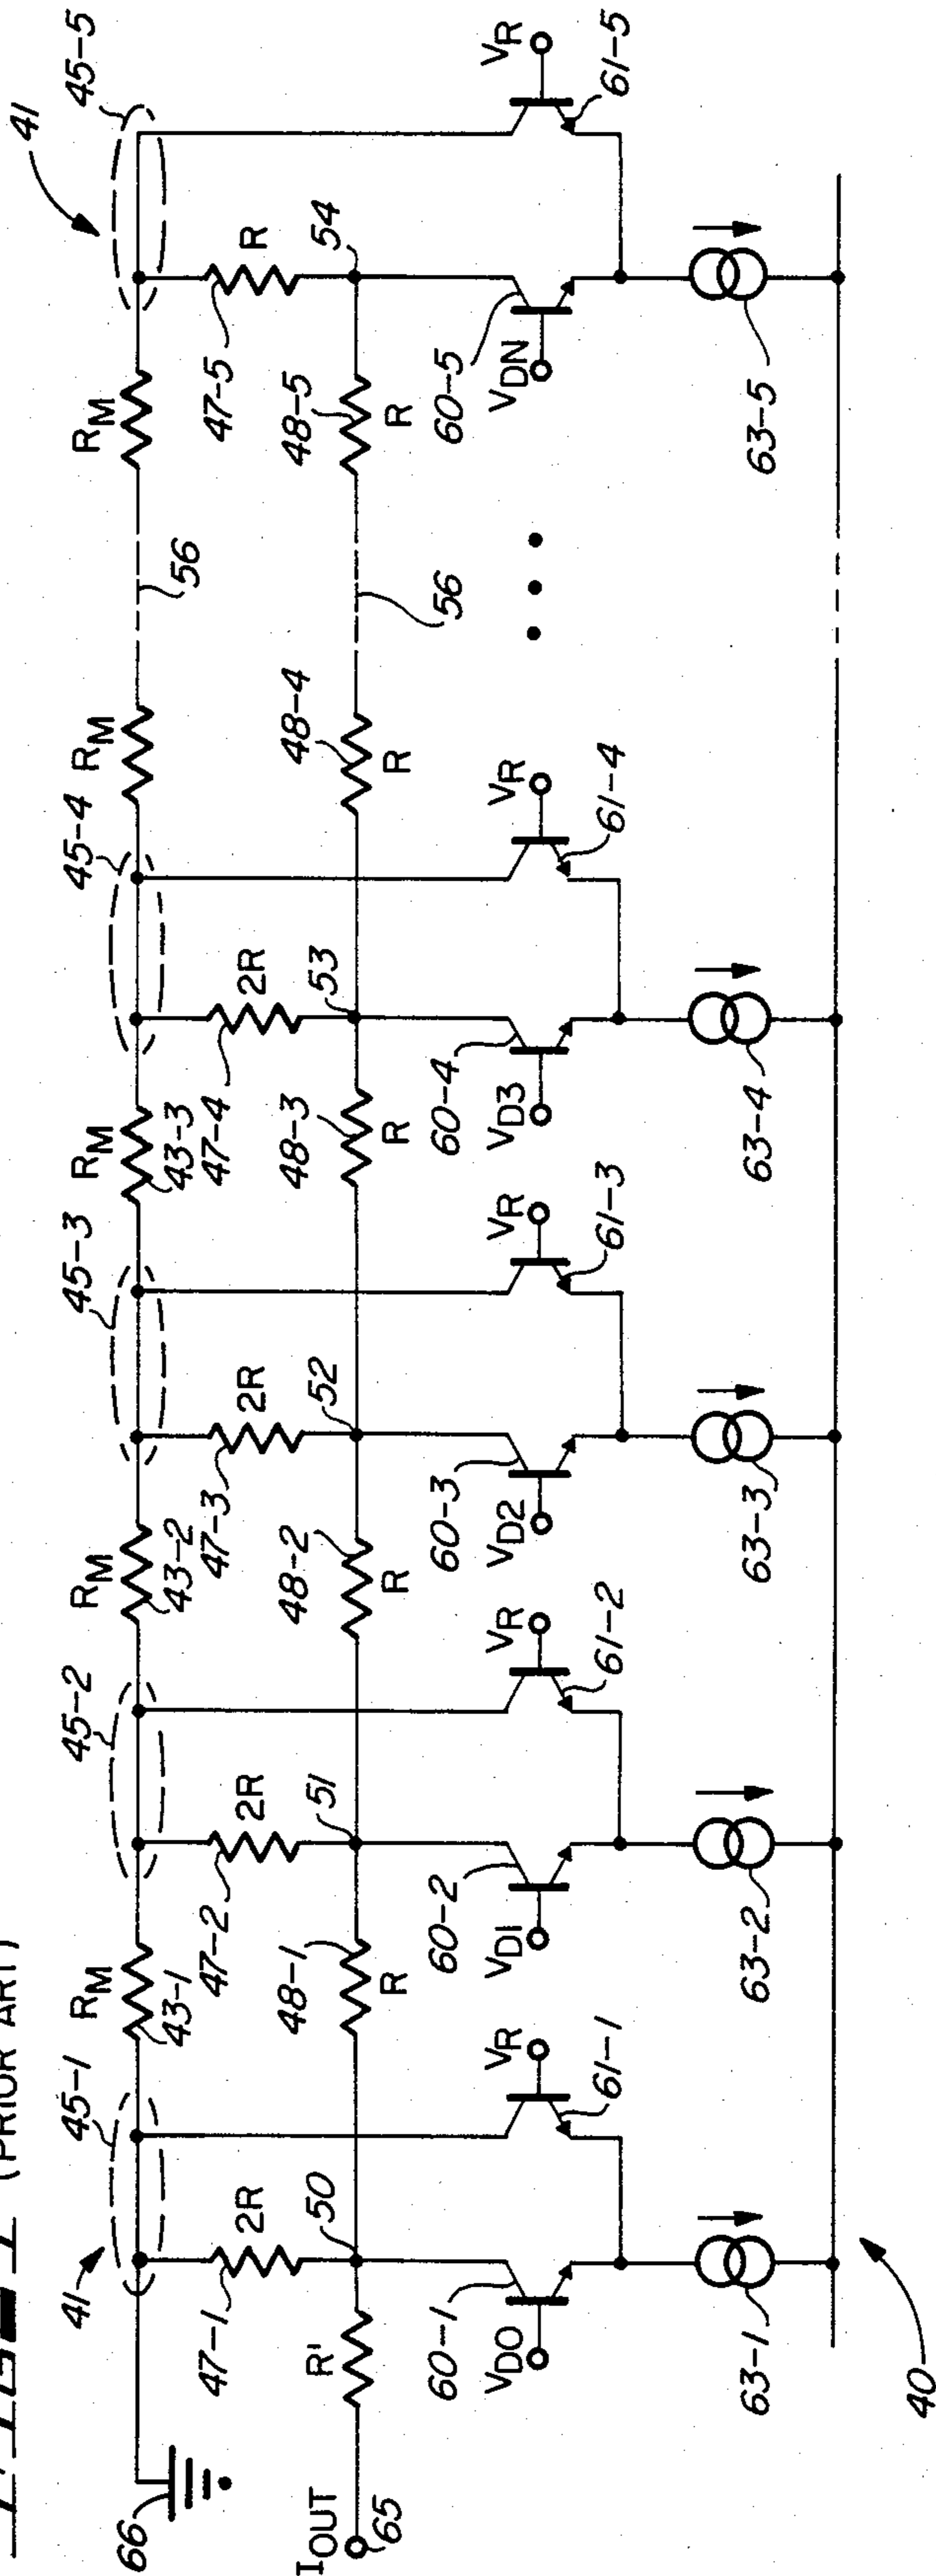 (PRIOR ART)
41
45-1
45-2
45-3
45-4
45-5
41
66
RM
43-1
RM
43-2
RM
43-3
RM
56
RM
47-1
2R
47-2
2R
47-3
2R
47-4
2R
47-5
R
IOUT
65
R'
50
48-1
R
51
48-2
R
52
48-3
R
53
48-4
R
56
48-5
R
54
60-1
VDO
VR
61-1
60-2
VD1
VR
61-2
60-3
VD2
VR
61-3
60-4
VD3
VR
61-4
60-5
VDN
VR
61-5
63-1
63-2
63-3
63-4
63-5
40